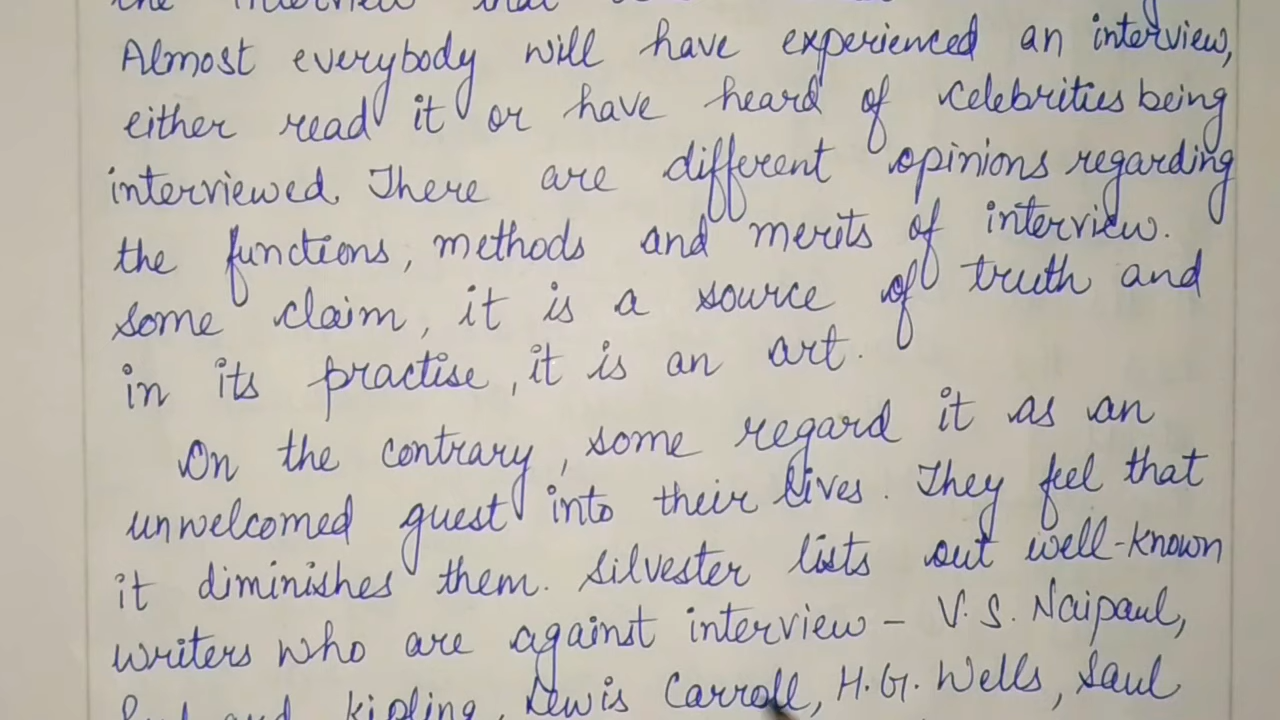 the interview that
Almost everybody will have experienced an interview,
either read it or have heard of celebrities being
interviewed. There are different opinions regarding
the functions, methods and merits of interview.
some claim, it is a source of truth and
in its practise, it is an art.
On the contrary, some regard it as an
unwelcomed guest into their lives. They feel that
it diminishes them. Silvester lists out well-known
writers who are against interview – V. S. Naipaul,
kipling, Lewis Carroll, H. G. Wells, Saul